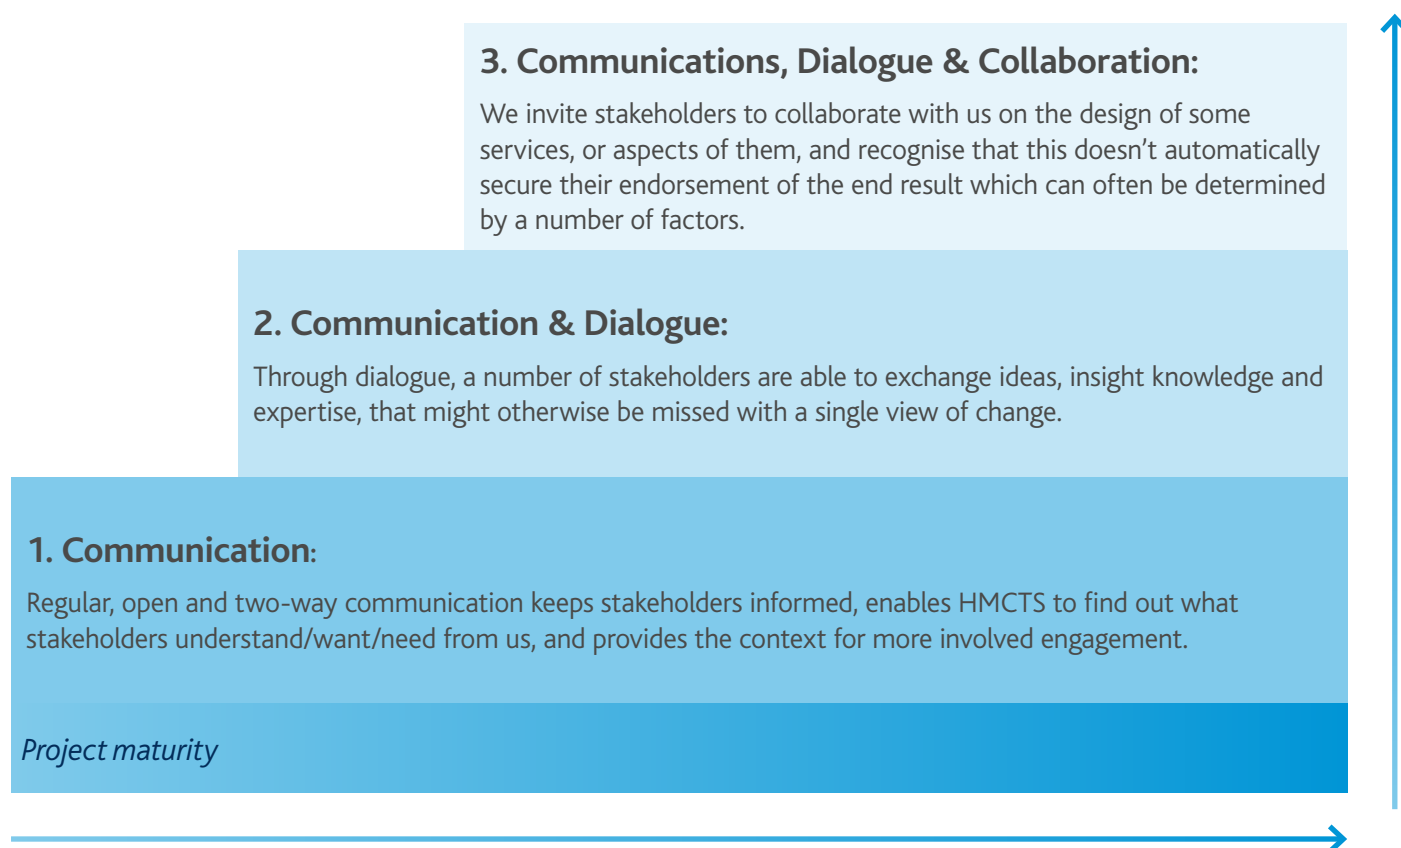 3. Communications, Dialogue & Collaboration:
We invite stakeholders to collaborate with us on the design of some
services, or aspects of them, and recognise that this doesn’t automatically
secure their endorsement of the end result which can often be determined
by a number of factors.
2. Communication & Dialogue:
Through dialogue, a number of stakeholders are able to exchange ideas, insight knowledge and
expertise, that might otherwise be missed with a single view of change.
1. Communication:
Regular, open and two-way communication keeps stakeholders informed, enables HMCTS to find out what
stakeholders understand/want/need from us, and provides the context for more involved engagement.
Project maturity